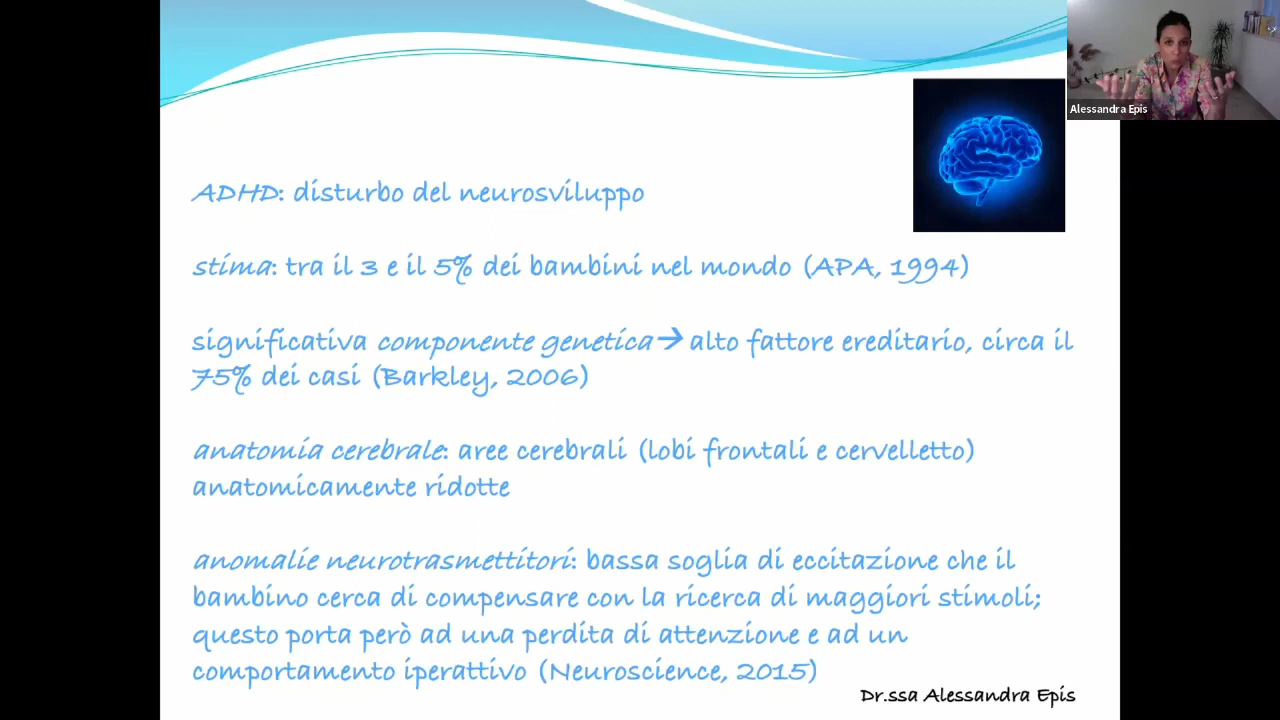 Alessandra Epis
ADHD: disturbo del neurosviluppo
stima: tra il 3 e il 5% dei bambini nel mondo (APA, 1994)
significativa componente genetica→ alto fattore ereditario, circa il
75% dei casi (Barkley, 2006)
anatomia cerebrale: aree cerebrali (lobi frontali e cervelletto)
anatomicamente ridotte
anomalie neurotrasmettitori: bassa soglia di eccitazione che il
bambino cerca di compensare con la ricerca di maggiori stimoli;
questo porta però ad una perdita di attenzione e ad un
comportamento iperattivo (Neuroscience, 2015)
Dr.ssa Alessandra Epis